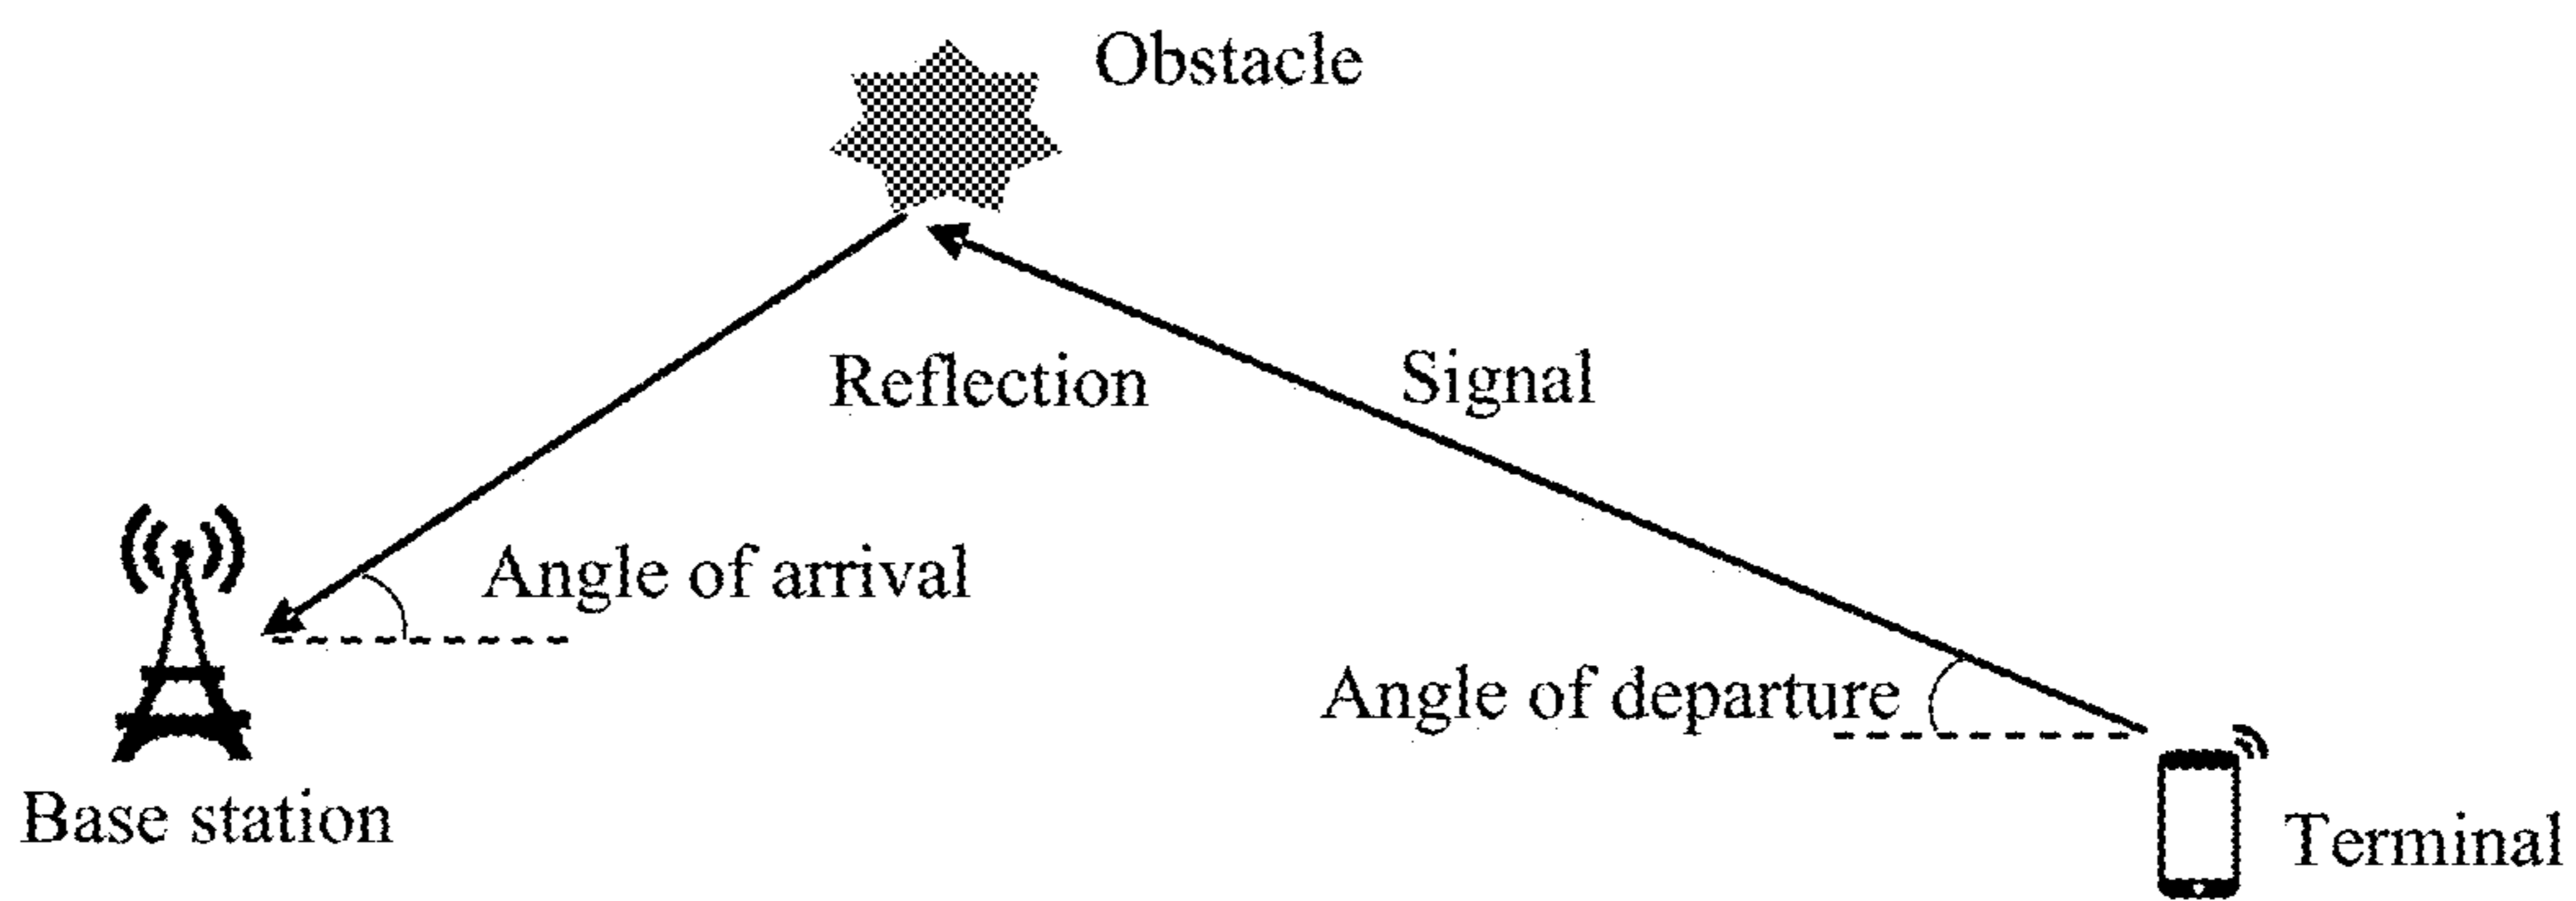 Obstacle
Reflection
Signal
Angle of arrival
Angle of departure
Base station
Terminal